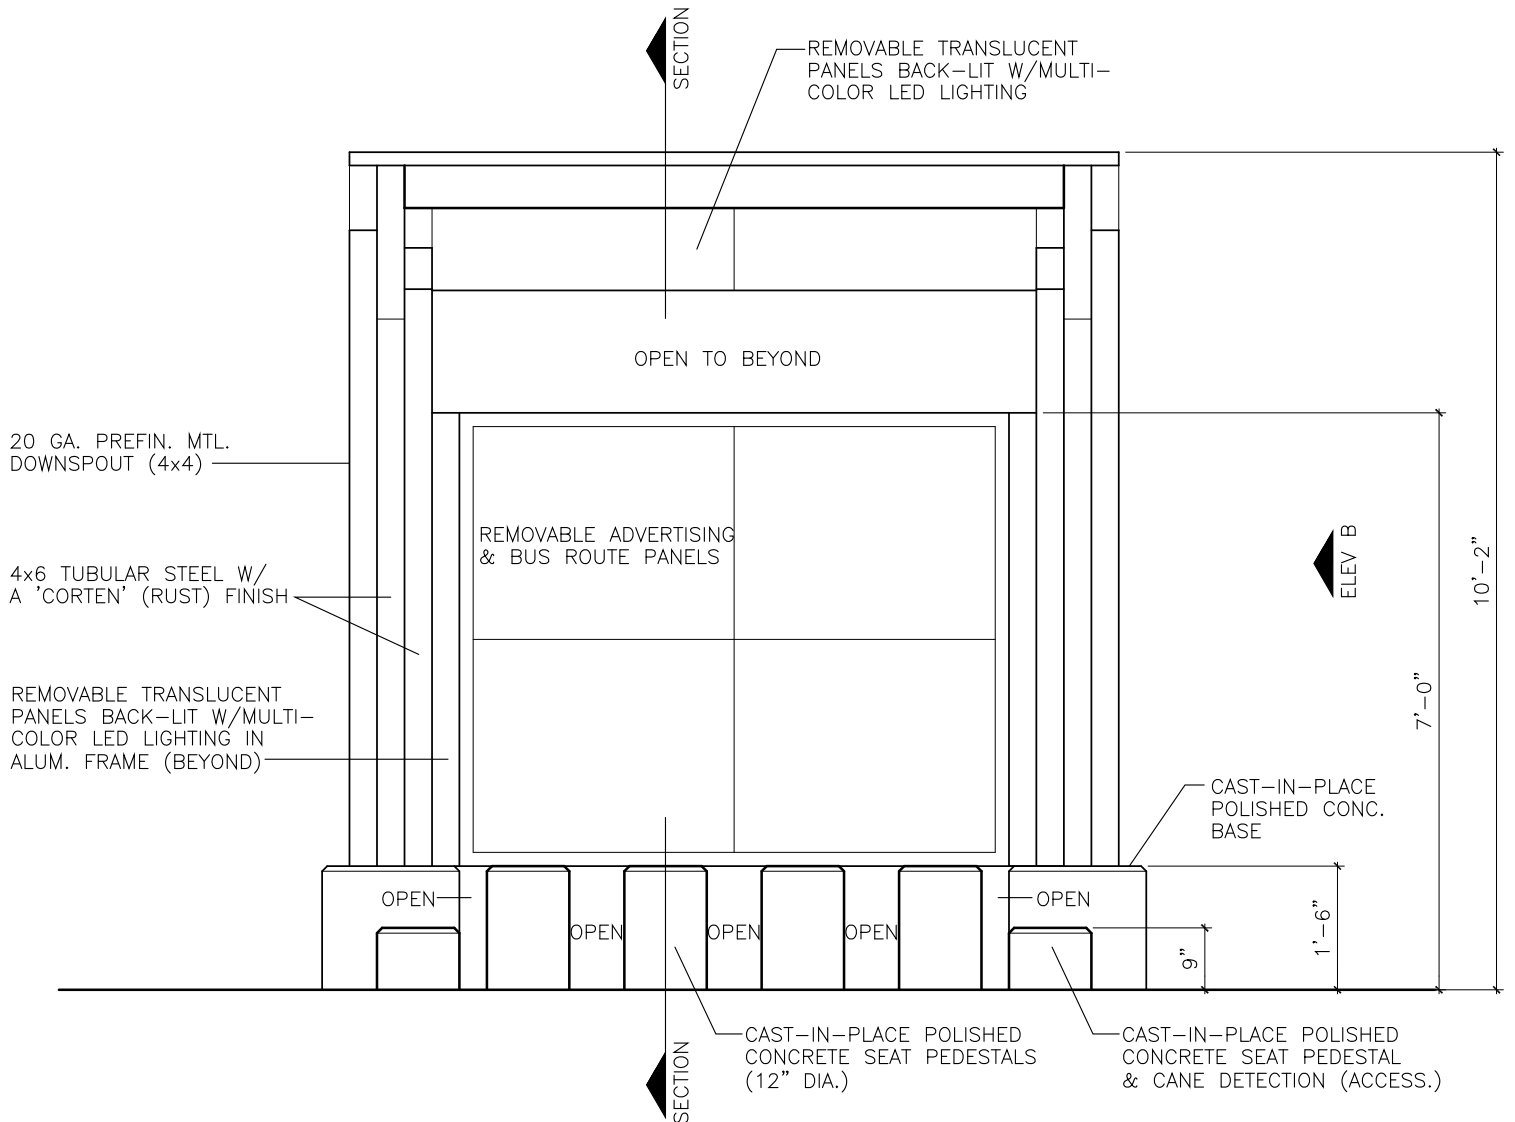 SECTION
REMOVABLE TRANSLUCENT
PANELS BACK-LIT W/MULTI-
COLOR LED LIGHTING
OPEN TO BEYOND
20 GA. PREFIN. MTL.
DOWNSPOUT (4x4)
REMOVABLE ADVERTISING
& BUS ROUTE PANELS
ELEV B
10'-2"
4x6 TUBULAR STEEL W/
A 'CORTEN' (RUST) FINISH
REMOVABLE TRANSLUCENT
PANELS BACK-LIT W/MULTI-
COLOR LED LIGHTING IN
ALUM. FRAME (BEYOND)
7'-0"
CAST-IN-PLACE
POLISHED CONC.
BASE
OPEN
OPEN
OPEN
OPEN
OPEN
9"
1'-6"
CAST-IN-PLACE POLISHED
CONCRETE SEAT PEDESTALS
(12" DIA.)
CAST-IN-PLACE POLISHED
CONCRETE SEAT PEDESTAL
& CANE DETECTION (ACCESS.)
SECTION